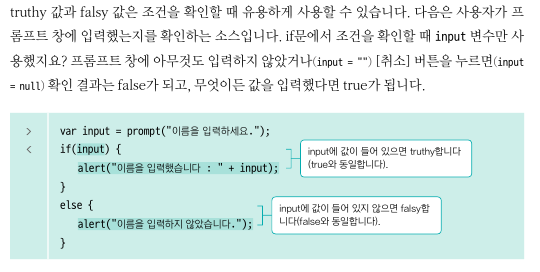 truthy 값과 falsy 값은 조건을 확인할 때 유용하게 사용할 수 있습니다. 다음은 사용자가 프
롬프트 창에 입력했는지를 확인하는 소스입니다. if문에서 조건을 확인할 때 input 변수만 사
용했지요? 프롬프트 창에 아무것도 입력하지 않았거나(input = "") [취소] 버튼을 누르면(input
= null) 확인 결과는 false가 되고, 무엇이든 값을 입력했다면 true가 됩니다.
> var input = prompt("이름을 입력하세요.");
< if(input) {
alert("이름을 입력했습니다 : " + input);
}
else {
alert("이름을 입력하지 않았습니다.");
}
input에 값이 들어 있으면 truthy합니다
(true와 동일합니다).
input에 값이 들어 있지 않으면 falsy합
니다(false와 동일합니다).